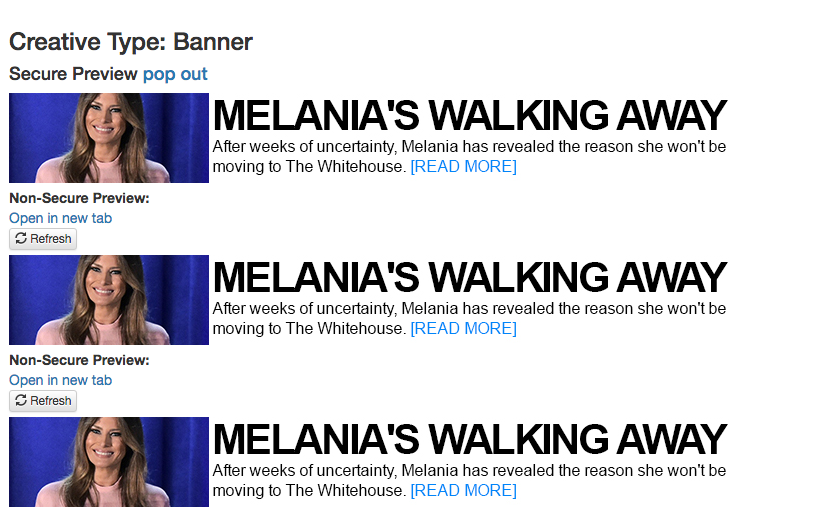 Creative Type: Banner
Secure Preview pop out
MELANIA'S WALKING AWAY
After weeks of uncertainty, Melania has revealed the reason she won't be
moving to The Whitehouse. [READ MORE]
Non-Secure Preview:
Open in new tab
Refresh
MELANIA'S WALKING AWAY
After weeks of uncertainty, Melania has revealed the reason she won't be
moving to The Whitehouse. [READ MORE]
Non-Secure Preview:
Open in new tab
Refresh
MELANIA'S WALKING AWAY
After weeks of uncertainty, Melania has revealed the reason she won't be
moving to The Whitehouse. [READ MORE]